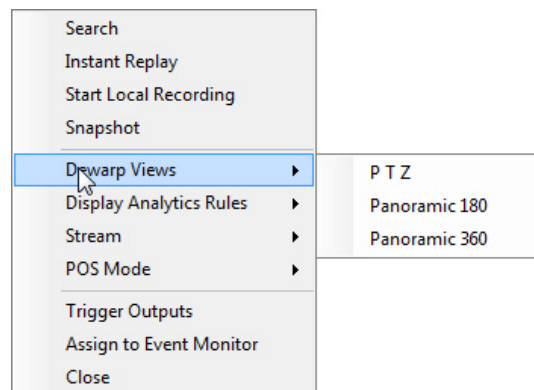 Search
Instant Replay
Start Local Recording
Snapshot
Dewarp Views
P T Z
Display Analytics Rules
Panoramic 180
Stream
Panoramic 360
POS Mode
Trigger Outputs
Assign to Event Monitor
Close